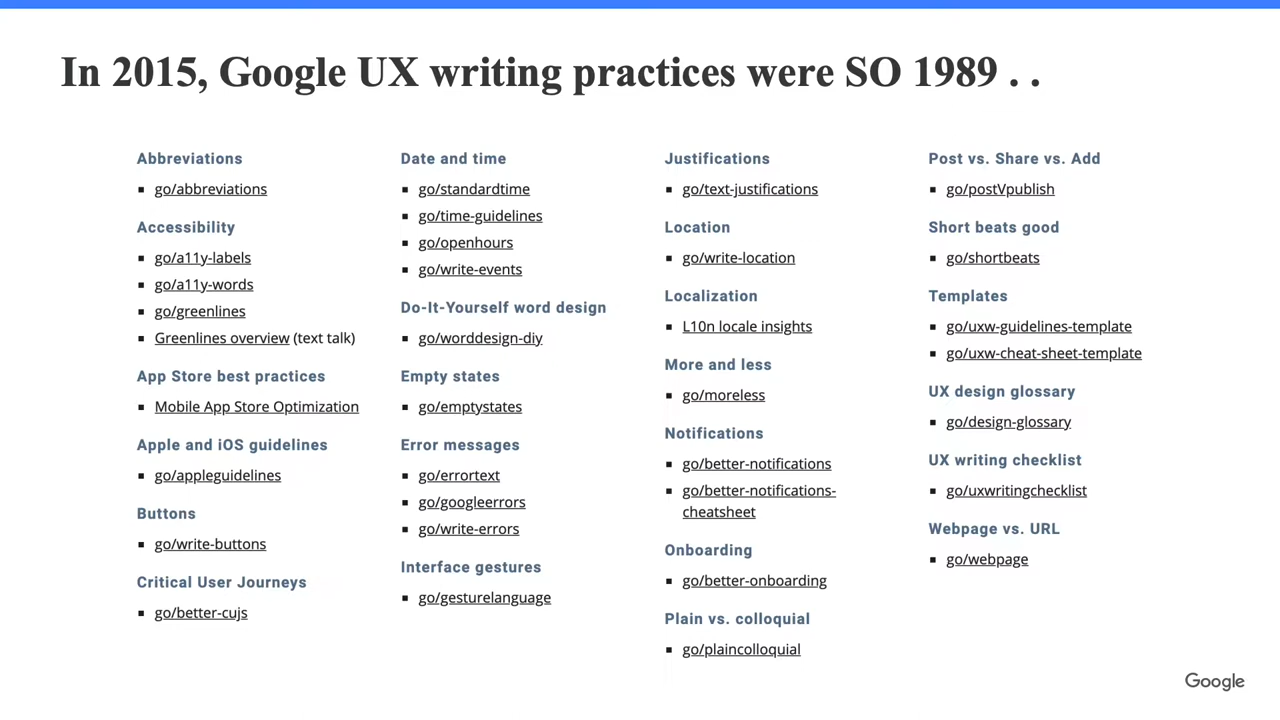 In 2015, Google UX writing practices were SO 1989 . .
Abbreviations
go/abbreviations
Accessibility
go/a11y-labels
go/a11y-words
go/greenlines
Greenlines overview (text talk)
App Store best practices
Mobile App Store Optimization
Apple and iOS guidelines
go/appleguidelines
Buttons
go/write-buttons
Critical User Journeys
go/better-cujs
Date and time
go/standardtime
go/time-guidelines
go/openhours
go/write-events
Do-It-Yourself word design
go/worddesign-diy
Empty states
go/emptystates
Error messages
go/errortext
go/googleerrors
go/write-errors
Interface gestures
go/gesturelanguage
Justifications
go/text-justifications
Location
go/write-location
Localization
L10n locale insights
More and less
go/moreless
Notifications
go/better-notifications
go/better-notifications-
cheatsheet
Onboarding
go/better-onboarding
Plain vs. colloquial
go/plaincolloquial
Post vs. Share vs. Add
go/postVpublish
Short beats good
go/shortbeats
Templates
go/uxw-guidelines-template
go/uxw-cheat-sheet-template
UX design glossary
go/design-glossary
UX writing checklist
go/uxwritingchecklist
Webpage vs. URL
go/webpage
Google